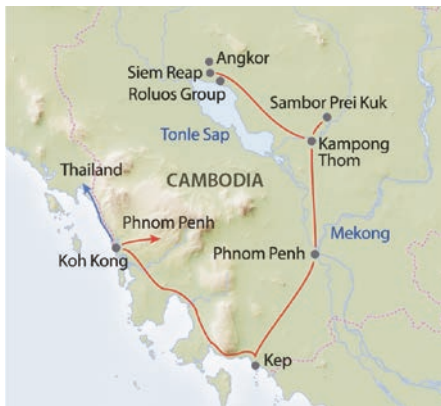 Angkor
Siem Reap
Roluos Group
Sambor Prei Kuk
Tonle Sap
Kampong
Thom
Thailand
CAMBODIA
Phnom Penh
Koh Kong
Phnom Penh
Mekong
Kep